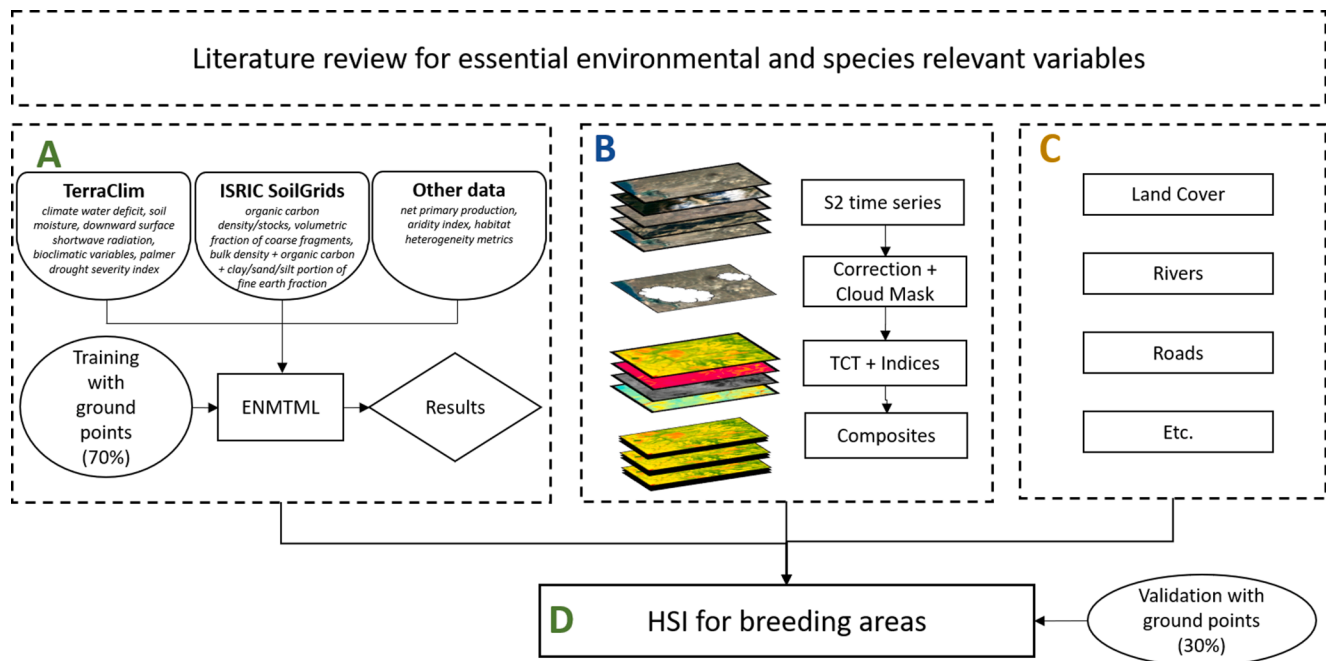 Literature review for essential environmental and species relevant variables
A
TerraClim
climate water deficit, soil
moisture, downward surface
shortwave radiation,
bioclimatic variables, palmer
drought severity index
ISRIC SoilGrids
organic carbon
density/stocks, volumetric
fraction of coarse fragments,
bulk density + organic carbon
+ clay/sand/silt portion of
fine earth fraction
Other data
net primary production,
aridity index, habitat
heterogeneity metrics
Training
with
ground
points
(70%)
ENMTML
Results
B
S2 time series
Correction +
Cloud Mask
TCT + Indices
Composites
C
Land Cover
Rivers
Roads
Etc.
D
HSI for breeding areas
Validation with
ground points
(30%)